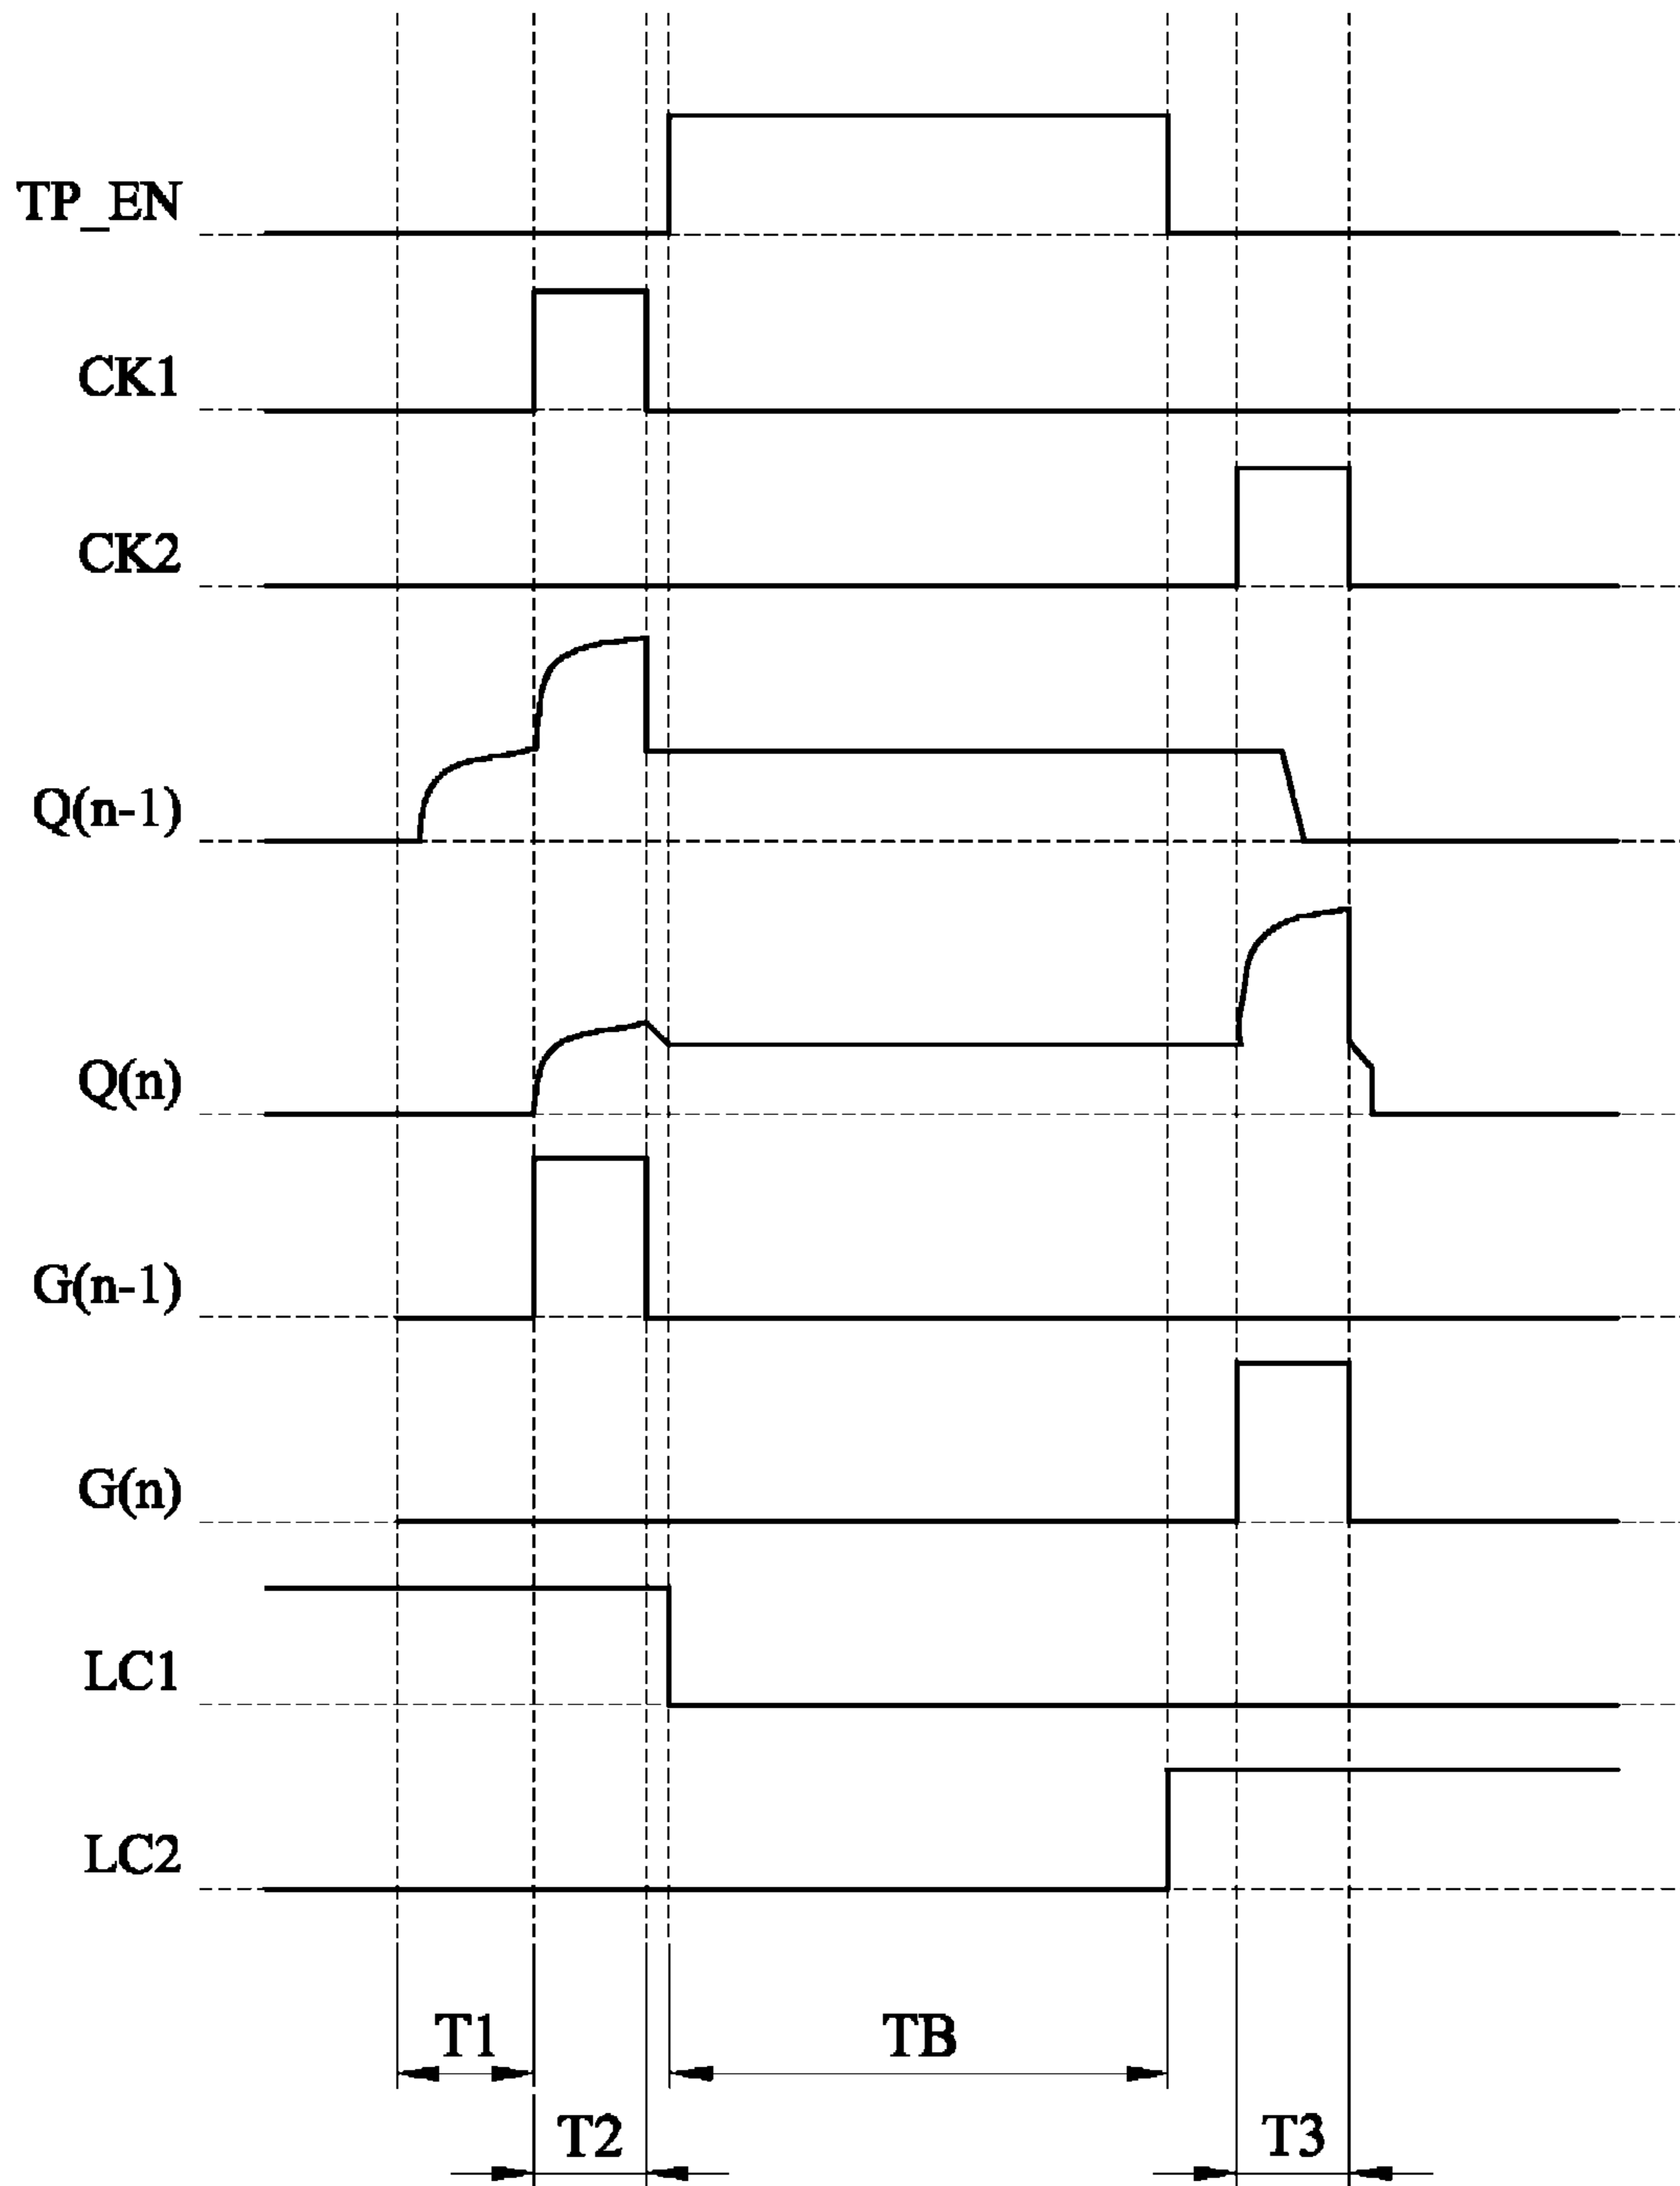 TP_EN
CK1
CK2
Q(n-1)
Q(n)
G(n-1)
G(n)
LC1
LC2
T1
TB
T2
T3